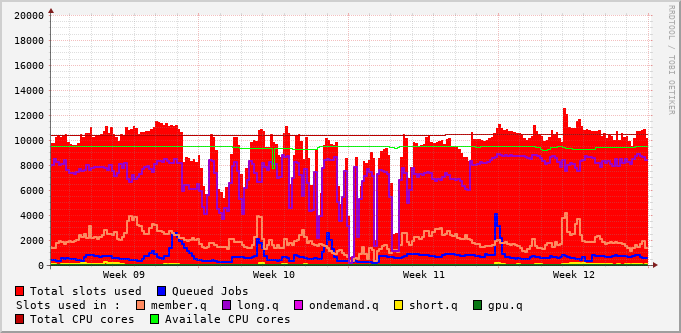 20000
18000
16000
14000
12000
10000
8000
6000
4000
2000
0
Week 09 Week 10 Week 11 Week 12
RRDTOOL / TOBI OETIKER
Total slots used Queued Jobs
Slots used in : member.q long.q ondemand.q short.q gpu.q
Total CPU cores Availale CPU cores